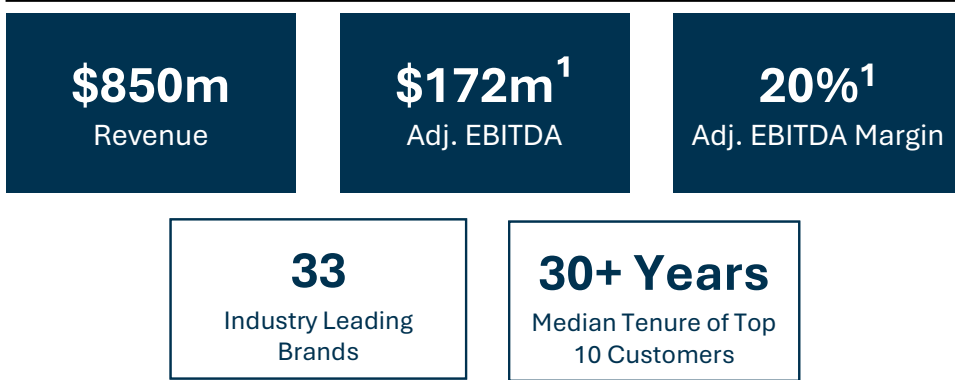 $850m
Revenue
$172m¹
Adj. EBITDA
20%¹
Adj. EBITDA Margin
33
Industry Leading
Brands
30+ Years
Median Tenure of Top
10 Customers